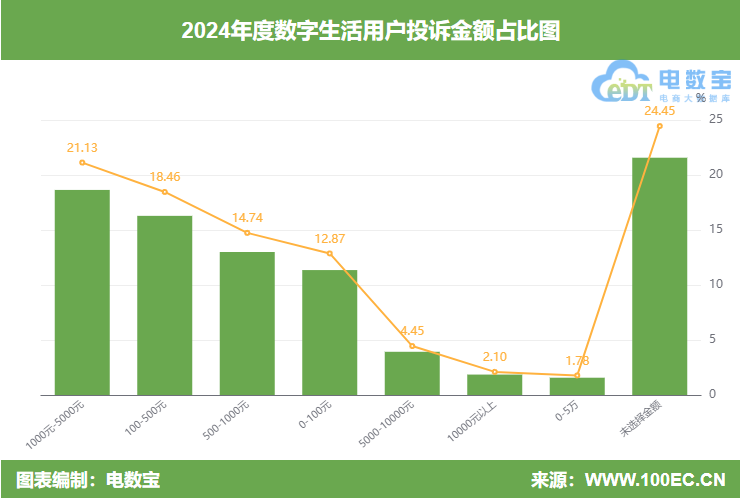 2024年度数字生活用户投诉金额占比图
eDT 电数宝
电商大数据库
%
24.45
25
21.13
18.46
20
14.74
15
12.87
10
4.45
5
2.10
1.78
0
1000元-5000元
100-500元
500-1000元
0-100元
5000-10000元
10000元以上
0-5万
未选择金额
图表编制：电数宝
来源：WWW.100EC.CN